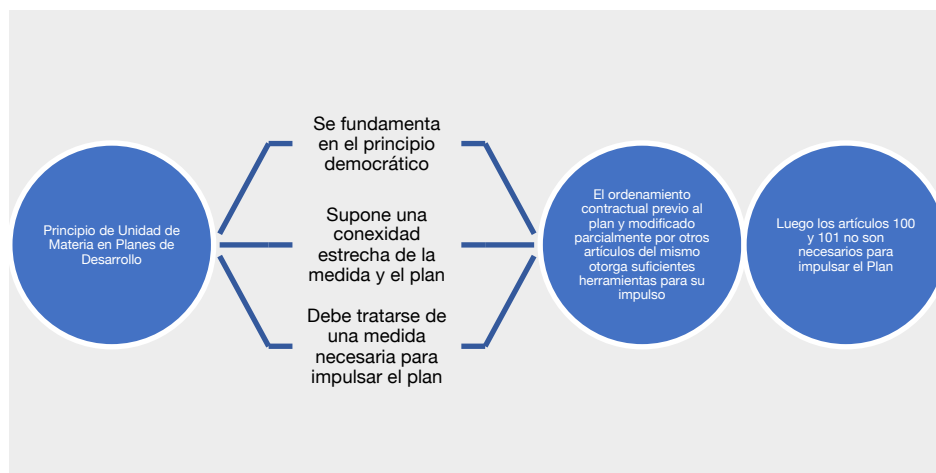 Principio de Unidad de
Materia en Planes de
Desarrollo
Se fundamenta
en el principio
democrático
Supone una
conexidad
estrecha de la
medida y el plan
Debe tratarse de
una medida
necesaria para
impulsar el plan
El ordenamiento
contractual previo al
plan y modificado
parcialmente por otros
artículos del mismo
otorga suficientes
herramientas para su
impulso
Luego los artículos 100
y 101 no son
necesarios para
impulsar el Plan